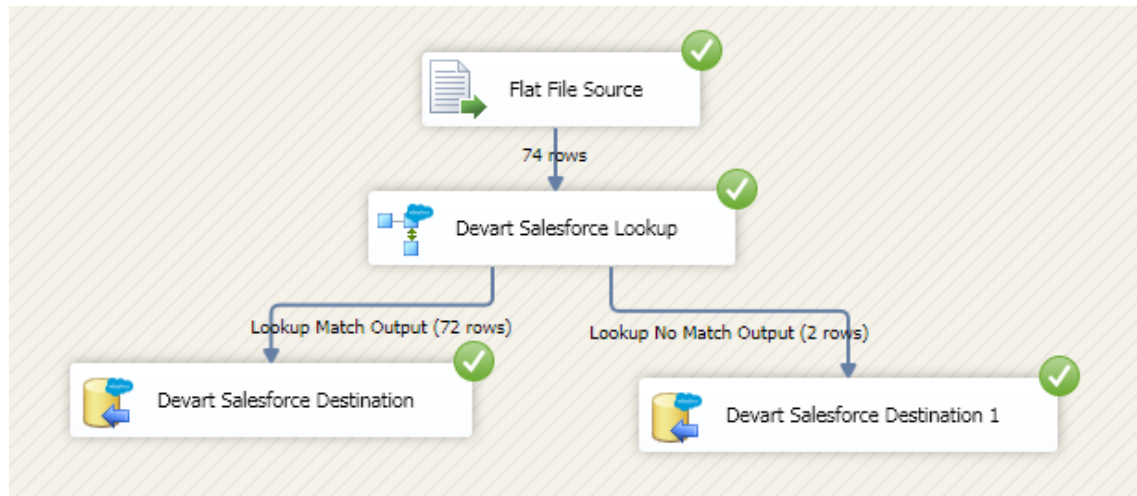 Flat File Source
74 rows
Devart Salesforce Lookup
Lookup Match Output (72 rows)
Lookup No Match Output (2 rows)
Devart Salesforce Destination
Devart Salesforce Destination 1